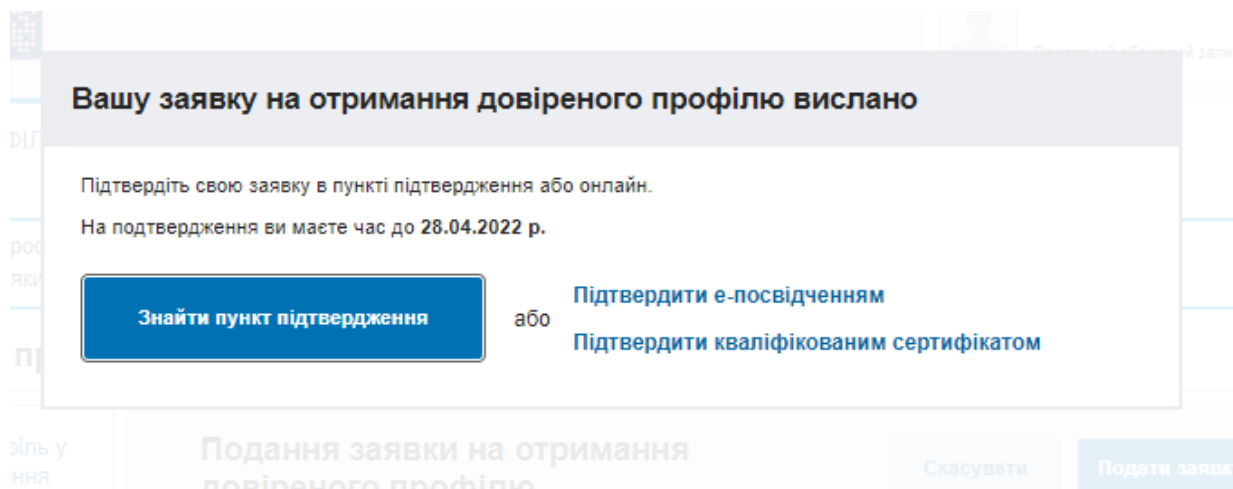 Вашу заявку на отримання довіреного профілю вислано
Підтвердіть свою заявку в пункті підтвердження або онлайн.
На подтвердження ви маєте час до 28.04.2022 р.
Знайти пункт підтвердження
або
Підтвердити е-посвідченням
Підтвердити кваліфікованим сертифікатом
Подання заявки на отримання
довіреного профілю
Скасувати
Подати заявк